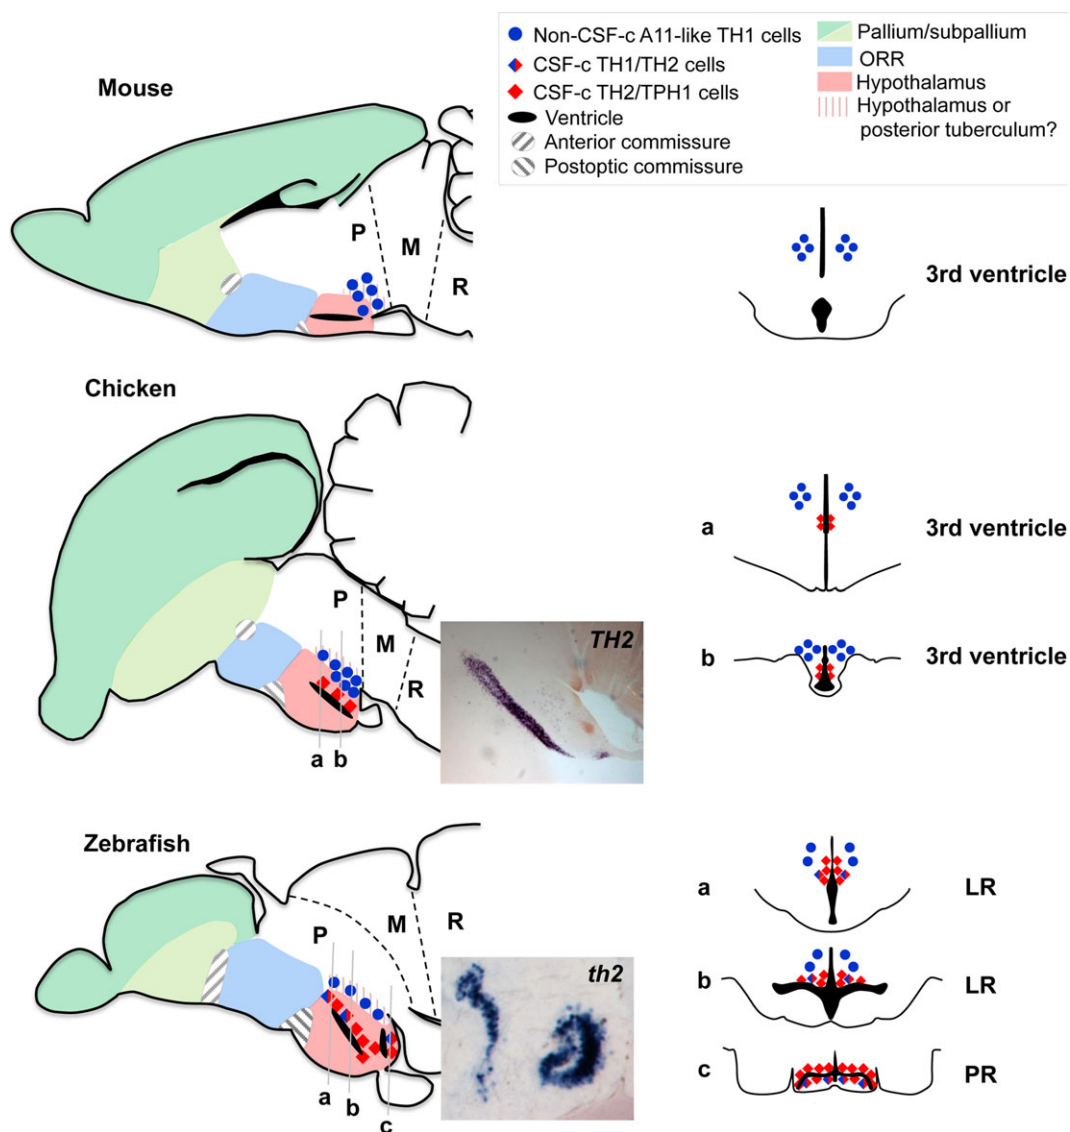 Non-CSF-c A11-like TH1 cells
CSF-c TH1/TH2 cells
CSF-c TH2/TPH1 cells
Ventricle
Anterior commissure
Postoptic commissure
Pallium/subpallium
ORR
Hypothalamus
Hypothalamus or
posterior tuberculum?
Mouse
P
M
R
3rd ventricle
Chicken
P
M
R
a
b
TH2
a
3rd ventricle
b
3rd ventricle
Zebrafish
P
M
R
a
b
c
th2
a
LR
b
LR
c
PR